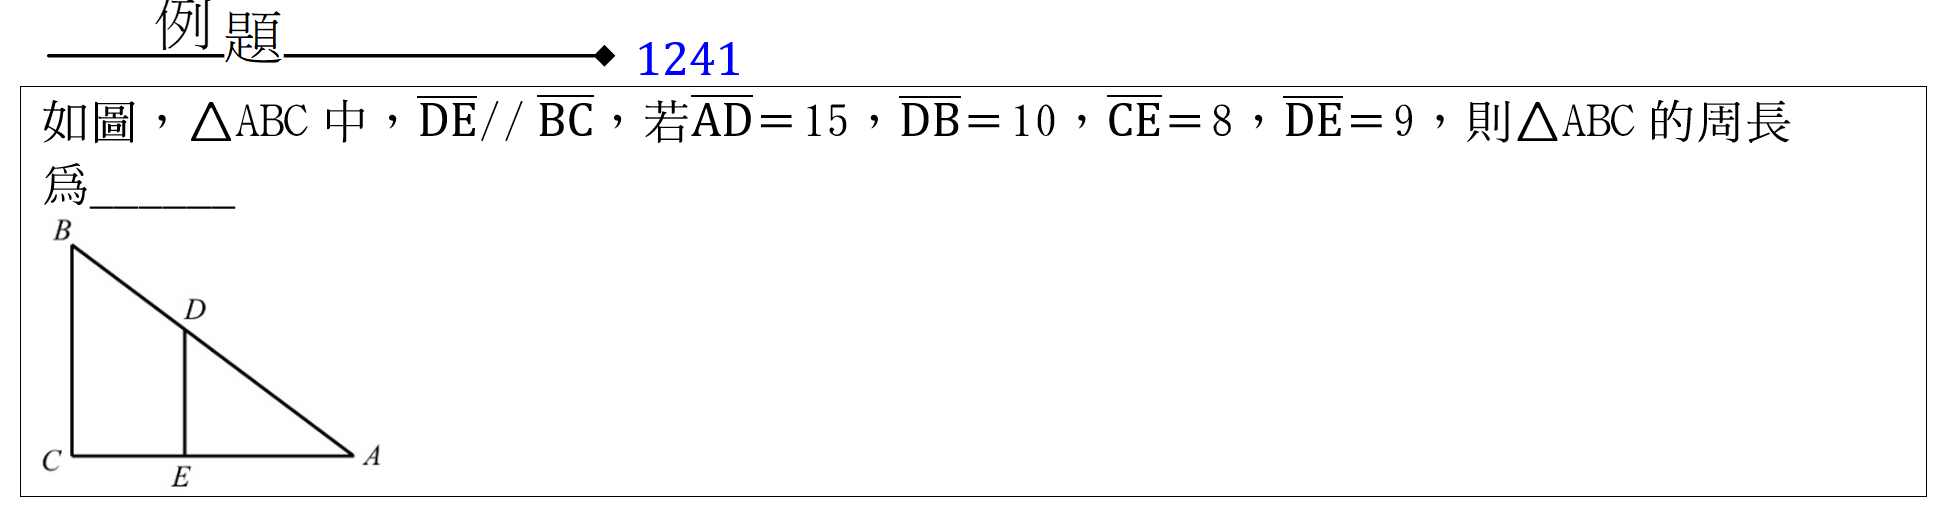 例題
1241
如圖，△ABC 中，DE// BC，若AD＝15，DB＝10，CE＝8，DE＝9，則△ABC 的周長
為______
B
D
C
E
A